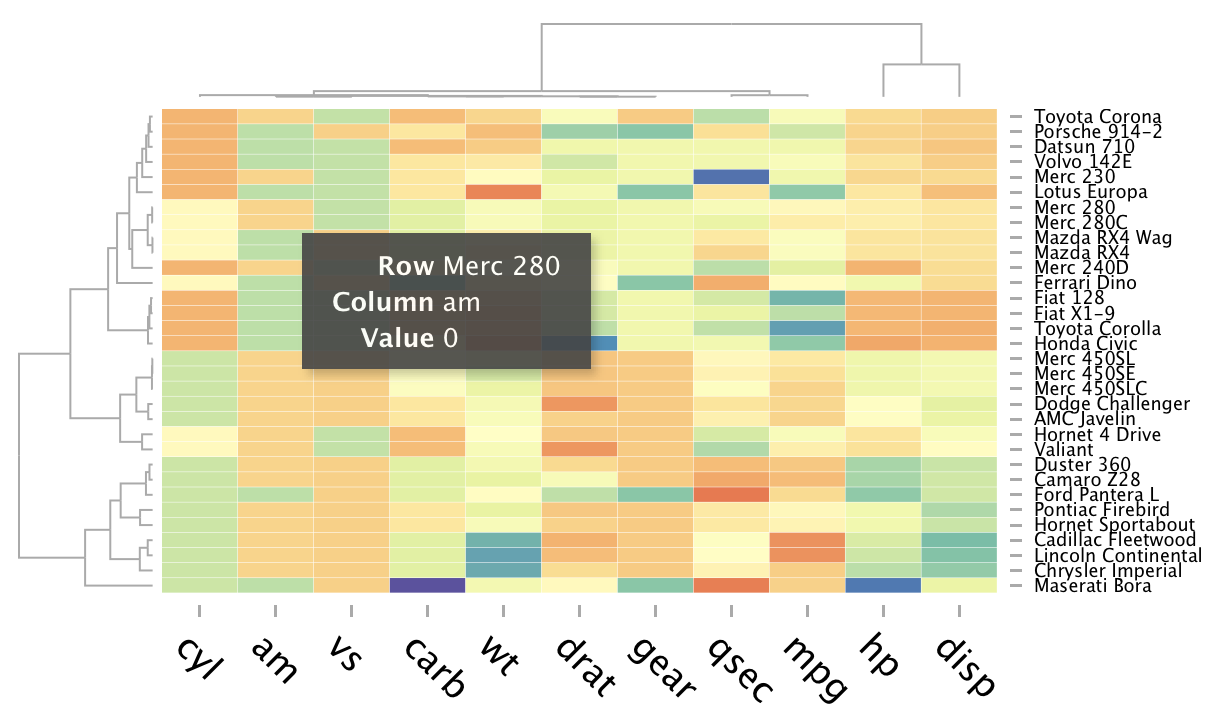 Toyota Corona
Porsche 914-2
Datsun 710
Volvo 142E
Merc 230
Lotus Europa
Merc 280
Merc 280C
Mazda RX4 Wag
Mazda RX4
Merc 240D
Ferrari Dino
Fiat 128
Fiat X1-9
Toyota Corolla
Honda Civic
Merc 450SL
Merc 450SE
Merc 450SLC
Dodge Challenger
AMC Javelin
Hornet 4 Drive
Valiant
Duster 360
Camaro Z28
Ford Pantera L
Pontiac Firebird
Hornet Sportabout
Cadillac Fleetwood
Lincoln Continental
Chrysler Imperial
Maserati Bora
Row Merc 280
Column am
Value 0
cyl am vs carb wt drat gear qsec mpg hp disp